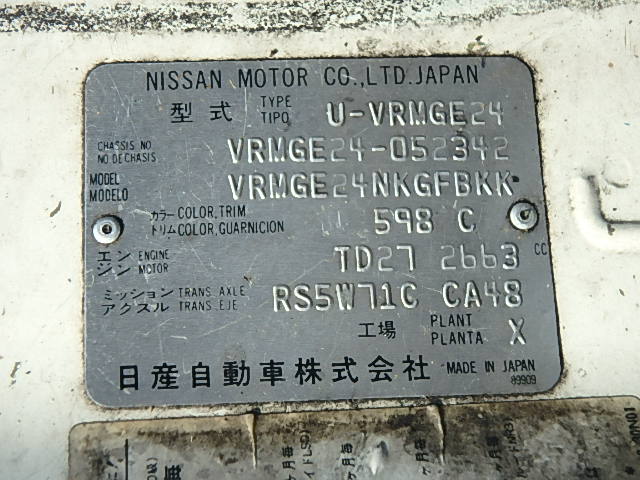 NISSAN MOTOR CO.,LTD.JAPAN
型式 TYPE TIPO U-VRMGE24
CHASSIS NO NO DE CHASIS VRMGE24-052342
MODEL MODELO VRMGE24NKGFBKK
カラー COLOR,TRIM
トリム COLOR,GUARNICION 598 C
エンジン ENGINE MOTOR TD27 2663 CC
ミッション TRANS. AXLE
アクスル TRANS. EJE RS5W71C CA48
工場 PLANT PLANTA X
日産自動車株式会社 MADE IN JAPAN
89909